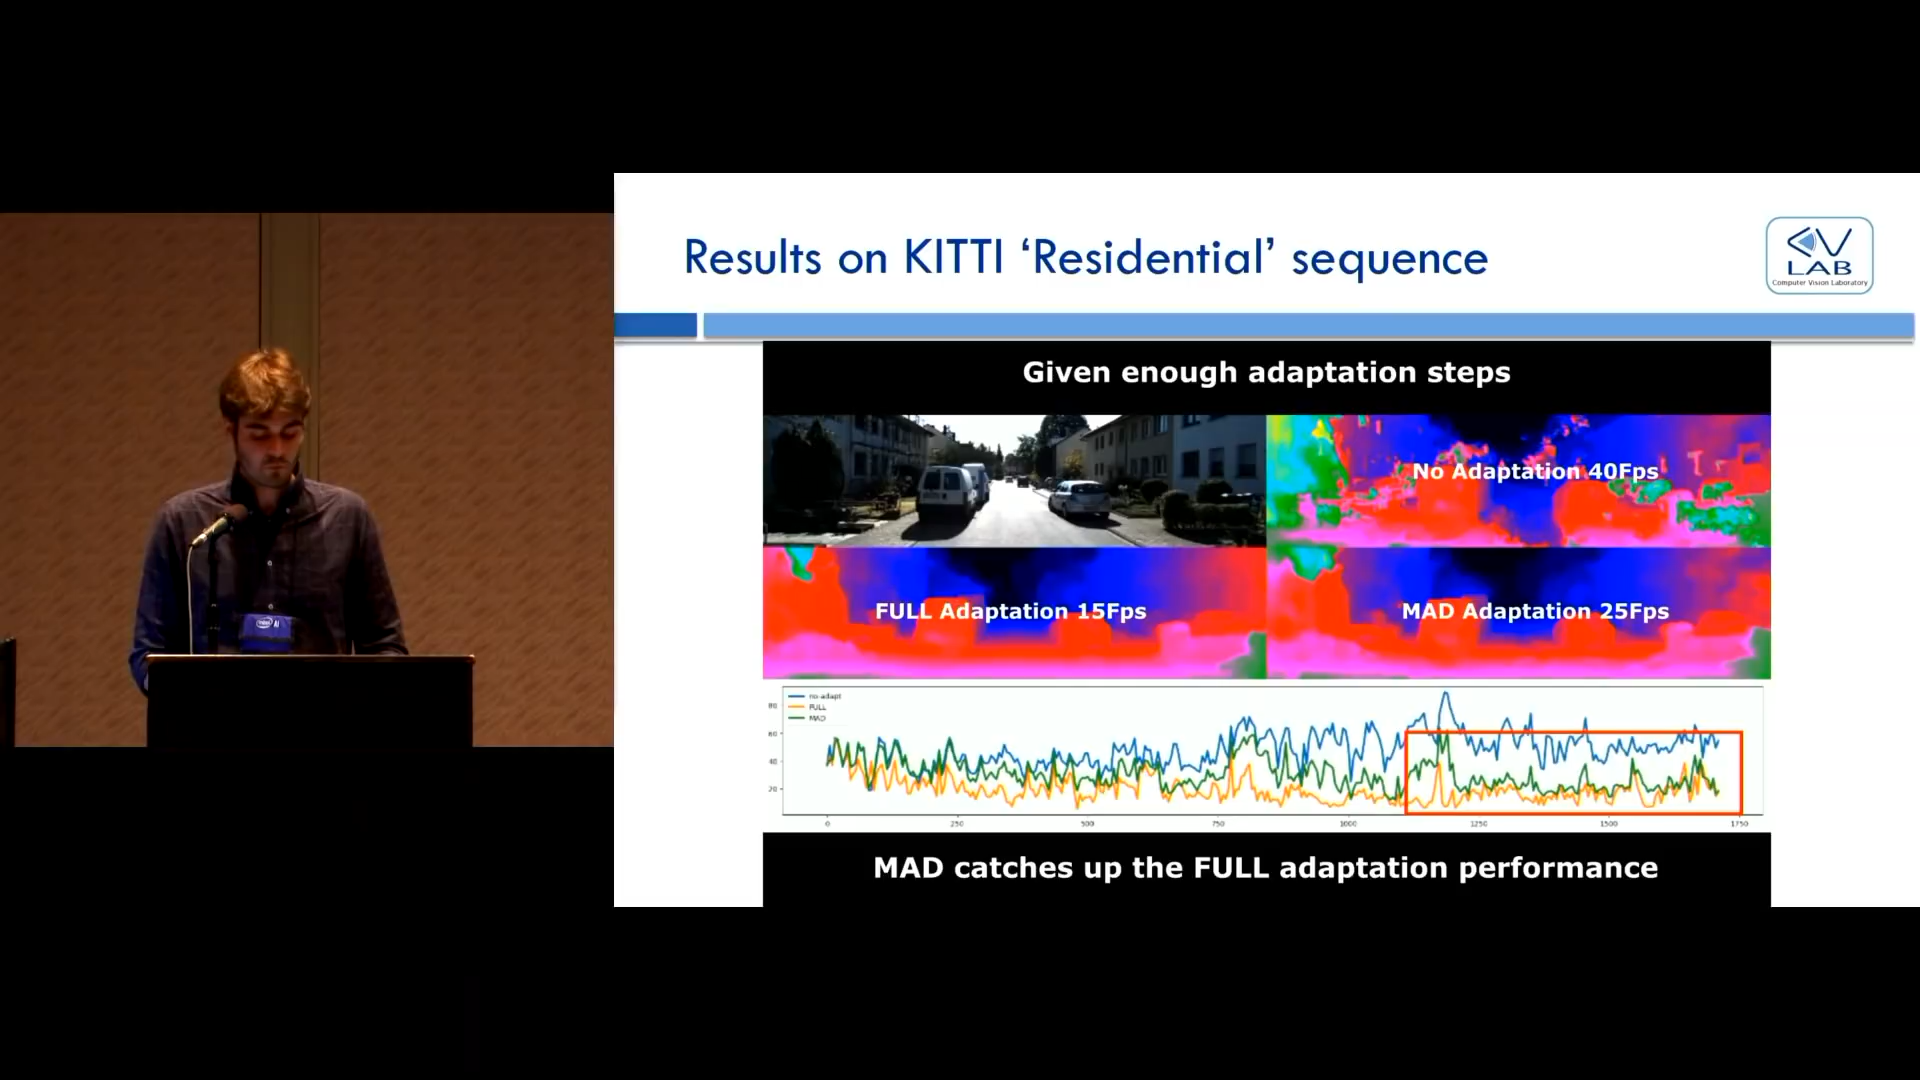 Results on KITTI ‘Residential’ sequence
CV
LAB
Computer Vision Laboratory
Given enough adaptation steps
No Adaptation 40Fps
FULL Adaptation 15Fps
MAD Adaptation 25Fps
no-adapt
FULL
MAD
80
60
40
20
0 250 500 750 1000 1250 1500 1750
MAD catches up the FULL adaptation performance